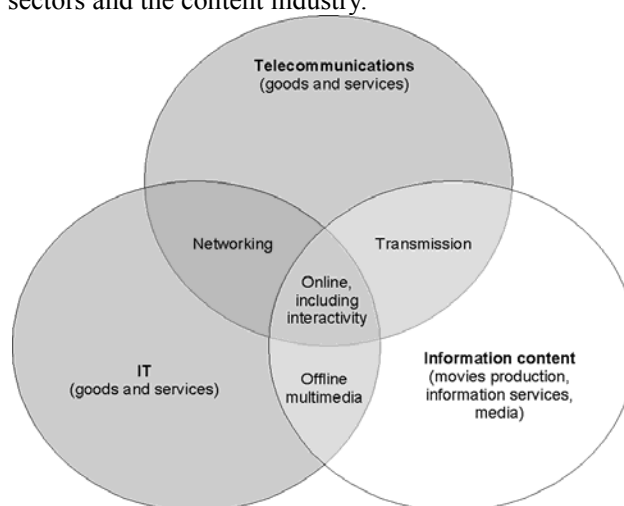 sectors and the content industry.
Telecommunications
(goods and services)
Networking
Transmission
Online,
including
interactivity
IT
(goods and services)
Offline
multimedia
Information content
(movies production,
information services,
media)